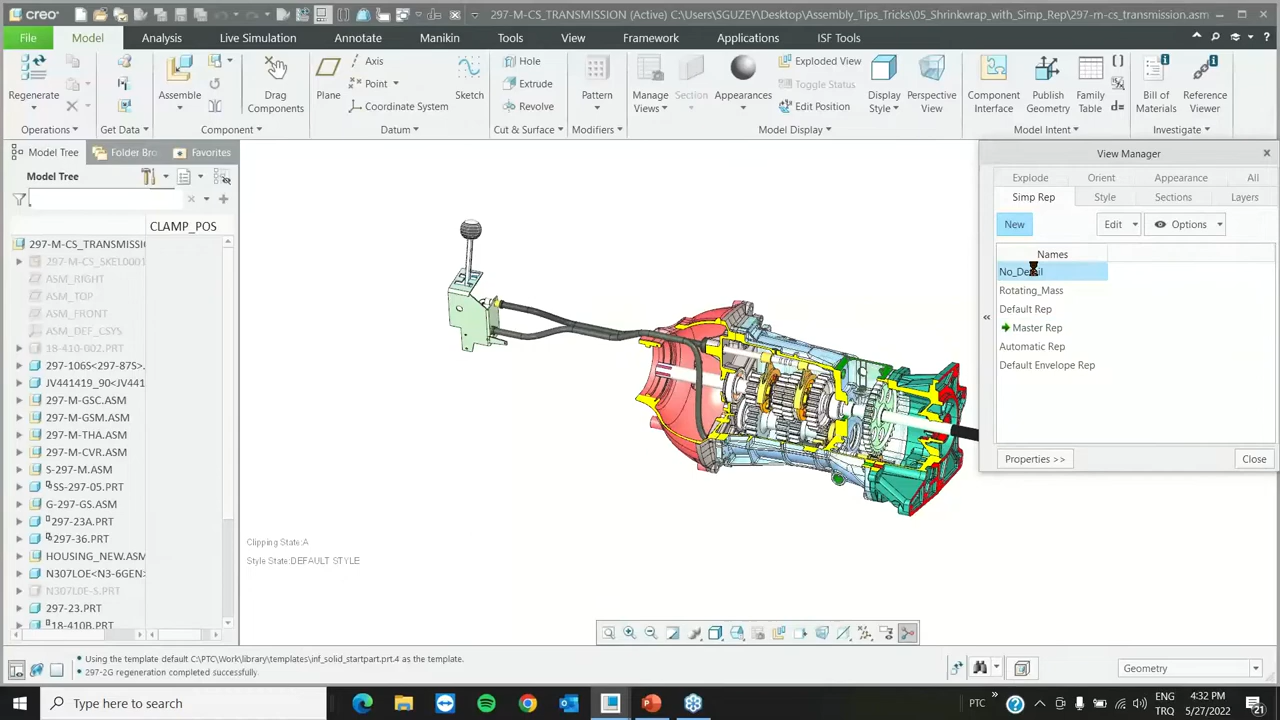 creo
297-M-CS_TRANSMISSION (Active) C:\Users\SGUZEY\Desktop\Assembly_Tips_Tricks\05_Shrinkwrap_with_Simp_Rep\297-m-cs_transmission.asm
File Model Analysis Live Simulation Annotate Manikin Tools View Framework Applications ISF Tools
Regenerate
Operations
Get Data
Assemble
Drag Components
Component
Plane
Axis
Point
Coordinate System
Sketch
Datum
Hole
Extrude
Revolve
Cut & Surface
Pattern
Modifiers
Manage Views
Section
Appearances
Exploded View
Toggle Status
Edit Position
Display Style
Perspective View
Model Display
Component Interface
Publish Geometry
Family Table
Model Intent
Bill of Materials
Reference Viewer
Investigate
Model Tree Folder Bro Favorites
Model Tree
CLAMP_POS
297-M-CS_TRANSMISSI
297-M-CS_SKEL0001
ASM_RIGHT
ASM_TOP
ASM_FRONT
ASM_DEF_CSYS
18-410-002.PRT
297-106S<297-87S>
JV441419_90<JV441
297-M-GSC.ASM
297-M-GSM.ASM
297-M-THA.ASM
297-M-CVR.ASM
S-297-M.ASM
SS-297-05.PRT
G-297-GS.ASM
297-23A.PRT
297-36.PRT
HOUSING_NEW.ASM
N307LOE<N3-6GEN>
N307L0E-S.PRT
297-23.PRT
18-410B.PRT
Clipping State:A
Style State:DEFAULT STYLE
View Manager
Explode Orient Appearance All
Simp Rep Style Sections Layers
New Edit Options
Names
No_Detail
Rotating_Mass
Default Rep
Master Rep
Automatic Rep
Default Envelope Rep
Properties >> Close
Using the template default C:\PTC\Work\library\templates\inf_solid_startpart.prt.4 as the template.
297-2G regeneration completed successfully.
Geometry
Type here to search
PTC
ENG
TRQ
4:32 PM
5/27/2022
21